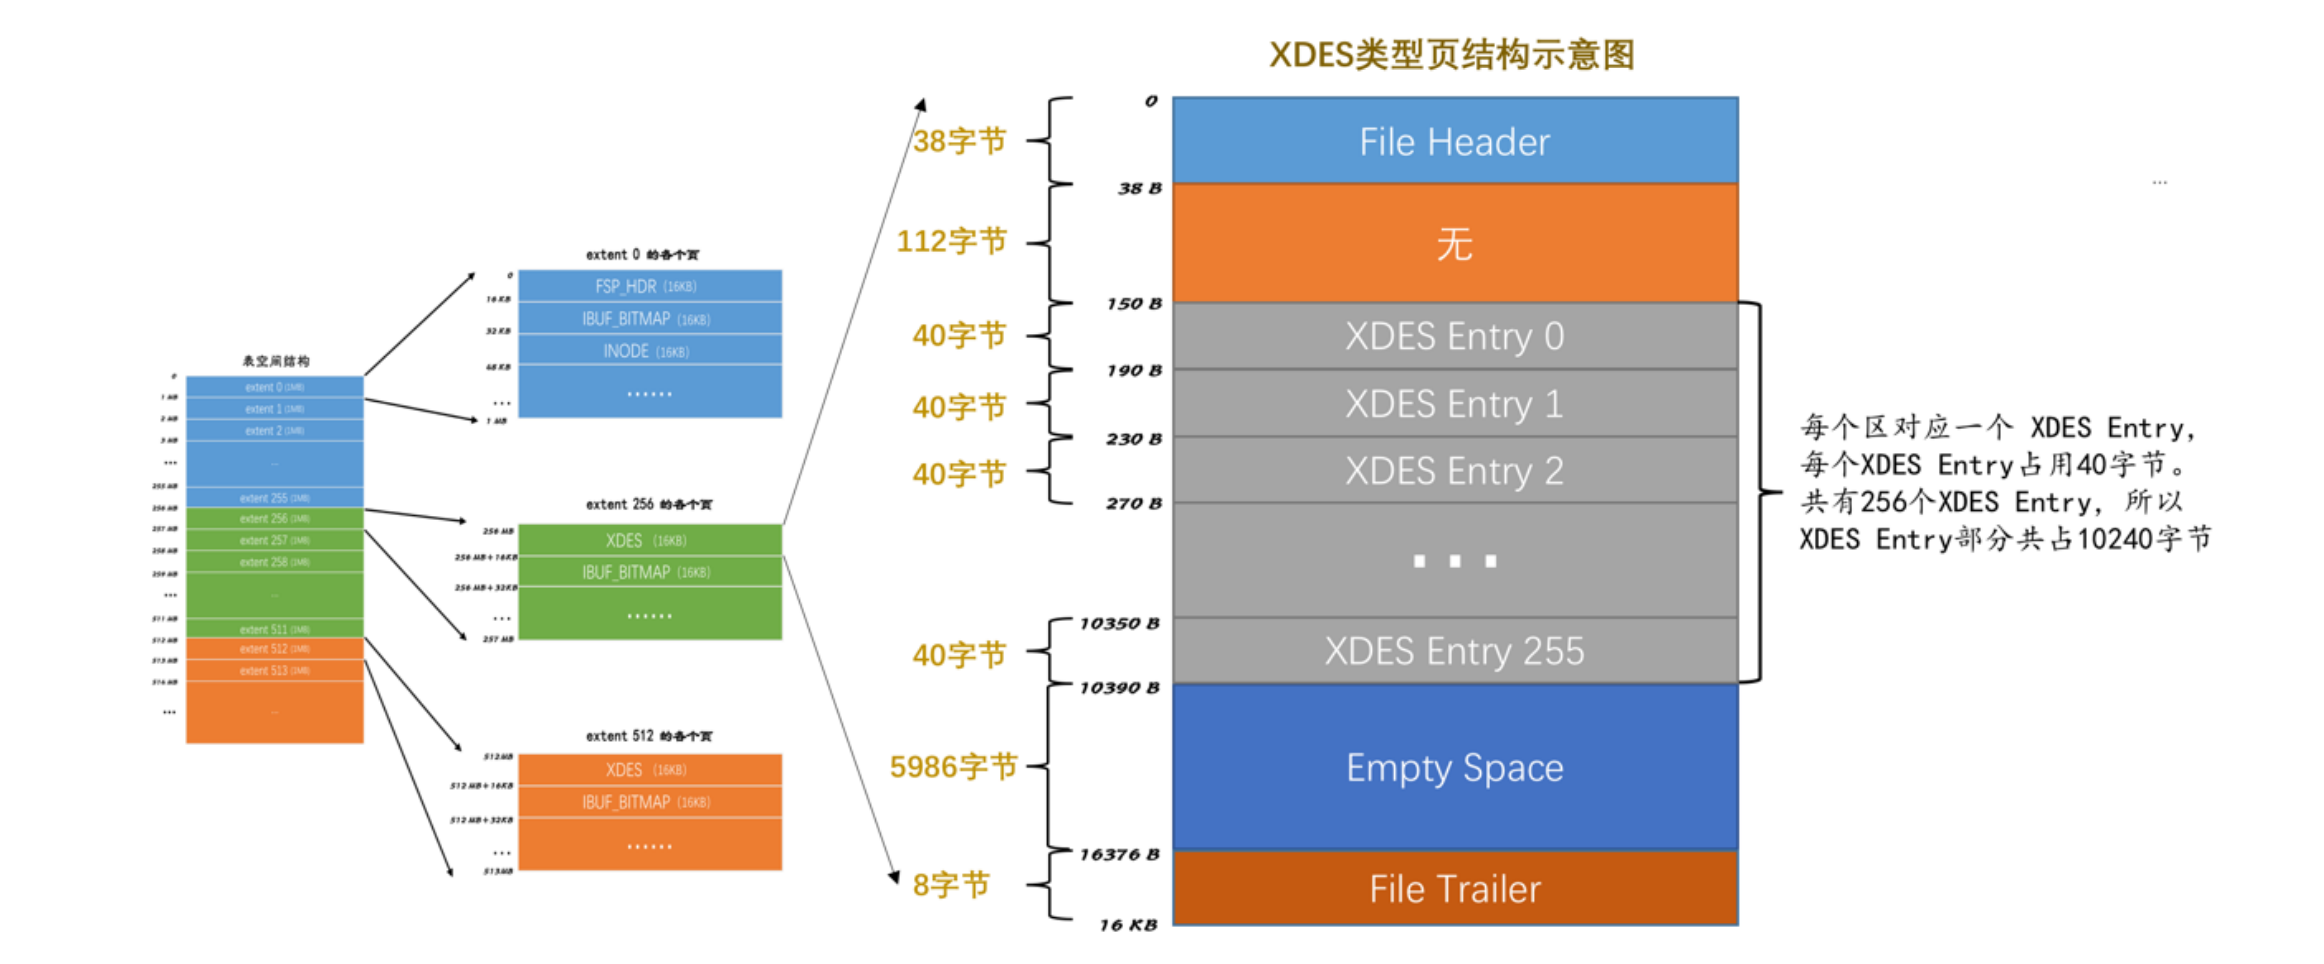 XDES类型页结构示意图
表空间结构
0
extent 0 (1MB)
1 MB
extent 1 (1MB)
2 MB
extent 2 (1MB)
3 MB
...
...
255 MB
extent 255 (1MB)
256 MB
extent 256 (1MB)
257 MB
extent 257 (1MB)
258 MB
extent 258 (1MB)
259 MB
...
...
511 MB
extent 511 (1MB)
512 MB
extent 512 (1MB)
513 MB
extent 513 (1MB)
514 MB
...
...
extent 0 的各个页
0
FSP_HDR (16KB)
16 KB
IBUF_BITMAP (16KB)
32 KB
INODE (16KB)
48 KB
......
...
1 MB
extent 256 的各个页
256 MB
XDES (16KB)
256 MB+16KB
IBUF_BITMAP (16KB)
256 MB+32KB
......
...
257 MB
extent 512 的各个页
512MB
XDES (16KB)
512 MB+16KB
IBUF_BITMAP (16KB)
512 MB+32KB
......
...
513MB
0
38字节
File Header
38 B
112字节
无
150 B
40字节
XDES Entry 0
190 B
40字节
XDES Entry 1
230 B
40字节
XDES Entry 2
270 B
...
10350 B
40字节
XDES Entry 255
10390 B
5986字节
Empty Space
16376 B
8字节
File Trailer
16 KB
...
每个区对应一个 XDES Entry,
每个XDES Entry占用40字节。
共有256个XDES Entry, 所以
XDES Entry部分共占10240字节